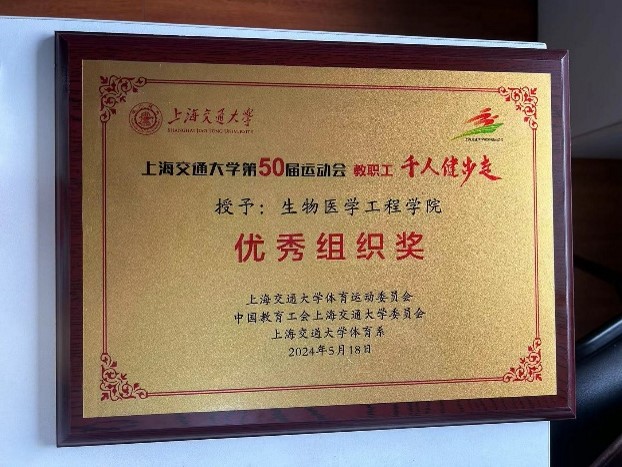 上海交通大学
SHANGHAI JIAO TONG UNIVERSITY
上海交通大学第50届运动会 教职工 千人健步走
授予：生物医学工程学院
优秀组织奖
上海交通大学体育运动委员会
中国教育工会上海交通大学委员会
上海交通大学体育系
2024年5月18日